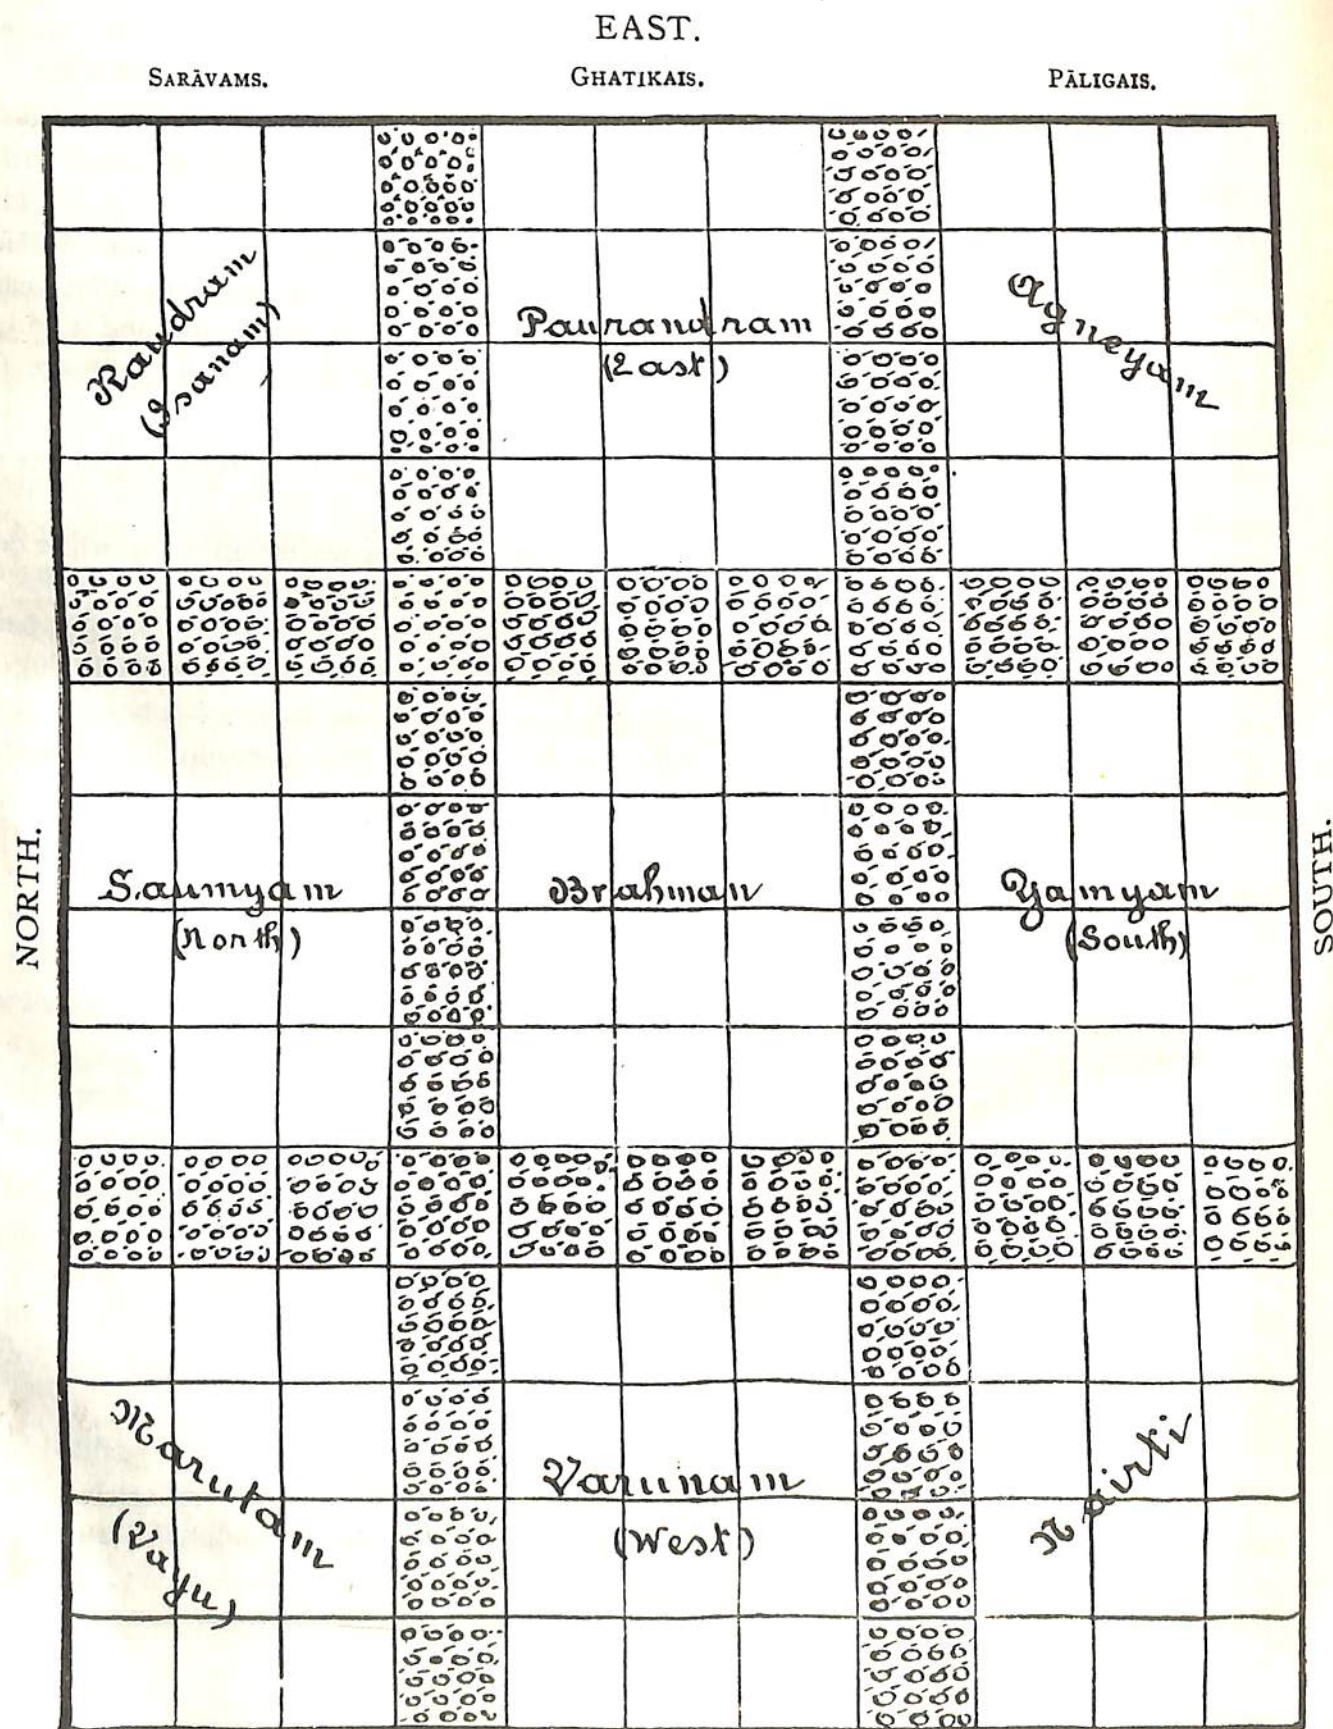 EAST.
SARĀVAMS. GHATIKAIS. PĀLIGAIS.
Raudram
(Isanam)
Paurandram
(East)
Agneyam
NORTH.
Saumyam
(North)
Brahman
Yamyam
(South)
SOUTH.
Marutam
(Vayu)
Varunam
(West)
Nairti